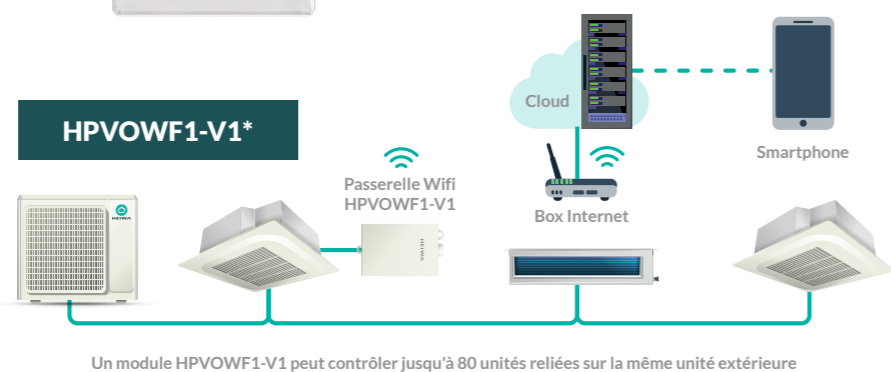 Cloud
HPVOWF1-V1*
Smartphone
Passerelle Wifi
HPVOWF1-V1
Box Internet
HEIWA
HEIWA
Un module HPVOWF1-V1 peut contrôler jusqu'à 80 unités reliées sur la même unité extérieure